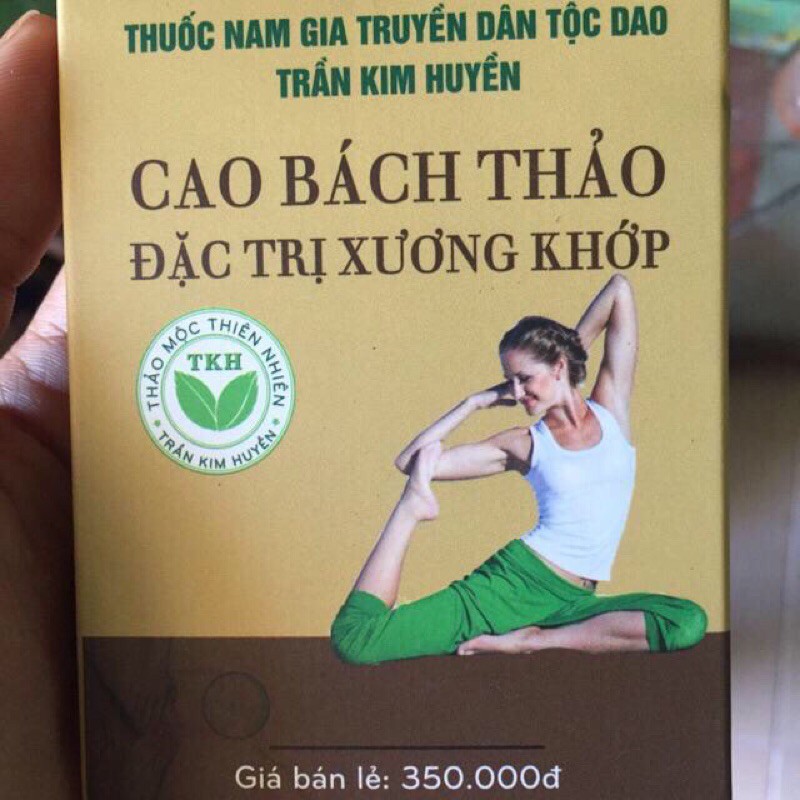 THUỐC NAM GIA TRUYỀN DÂN TỘC DAO
TRẦN KIM HUYỀN
CAO BÁCH THẢO
ĐẶC TRỊ XƯƠNG KHỚP
THẢO MỘC THIÊN NHIÊN
TKH
TRẦN KIM HUYỀN
Giá bán lẻ: 350.000đ